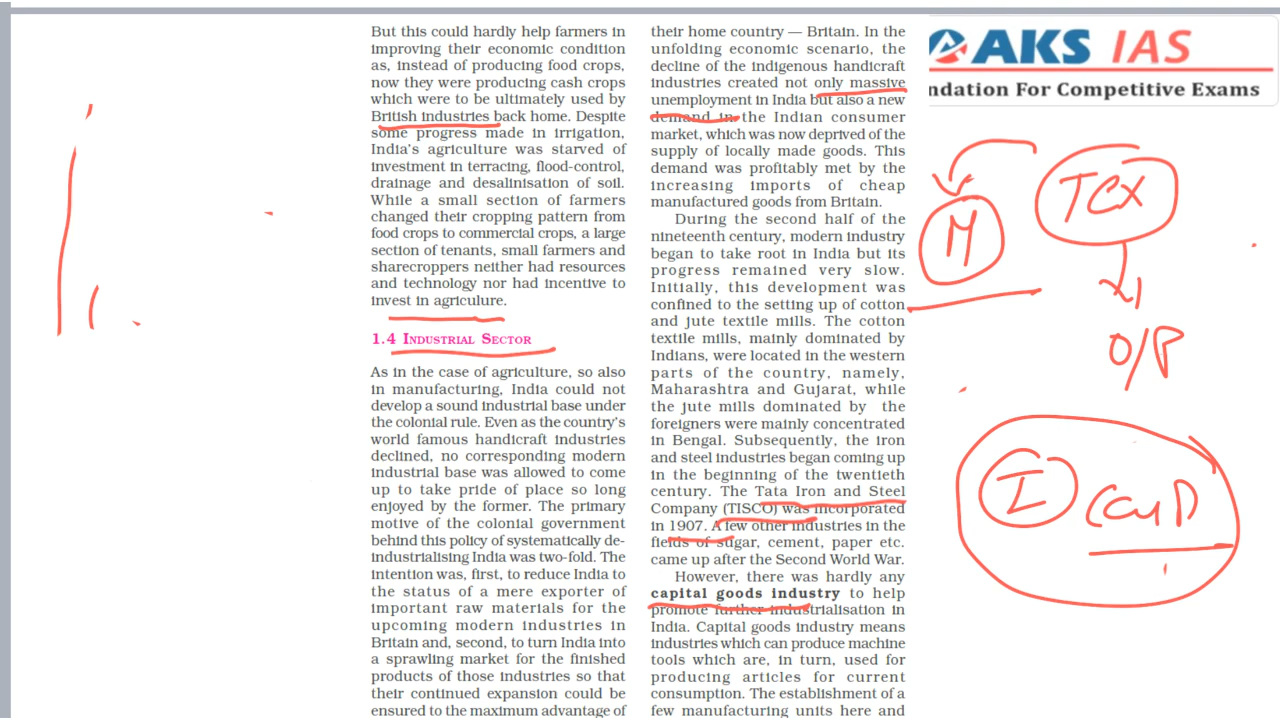 But this could hardly help farmers in
improving their economic condition
as, instead of producing food crops,
now they were producing cash crops
which were to be ultimately used by
British industries back home. Despite
some progress made in irrigation,
India's agriculture was starved of
investment in terracing, flood-control,
drainage and desalinisation of soil.
While a small section of farmers
changed their cropping pattern from
food crops to commercial crops, a large
section of tenants, small farmers and
sharecroppers neither had resources
and technology nor had incentive to
invest in agriculure.
1.4 INDUSTRIAL SECTOR
As in the case of agriculture, so also
in manufacturing, India could not
develop a sound industrial base under
the colonial rule. Even as the country's
world famous handicraft industries
declined, no corresponding modern
industrial base was allowed to come
up to take pride of place so long
enjoyed by the former. The primary
motive of the colonial government
behind this policy of systematically de-
industrialising India was two-fold. The
intention was, first, to reduce India to
the status of a mere exporter of
important raw materials for the
upcoming modern industries in
Britain and, second, to turn India into
a sprawling market for the finished
products of those industries so that
their continued expansion could be
ensured to the maximum advantage of
their home country — Britain. In the
unfolding economic scenario, the
decline of the indigenous handicraft
industries created not only massive
unemployment in India but also a new
demand in the Indian consumer
market, which was now deprived of the
supply of locally made goods. This
demand was profitably met by the
increasing imports of cheap
manufactured goods from Britain.
During the second half of the
nineteenth century, modern industry
began to take root in India but its
progress remained very slow.
Initially, this development was
confined to the setting up of cotton
and jute textile mills. The cotton
textile mills, mainly dominated by
Indians, were located in the western
parts of the country, namely,
Maharashtra and Gujarat, while
the jute mills dominated by the
foreigners were mainly concentrated
in Bengal. Subsequently, the iron
and steel industries began coming up
in the beginning of the twentieth
century. The Tata Iron and Steel
Company (TISCO) was incorporated
in 1907. A few other industries in the
fields of sugar, cement, paper etc.
came up after the Second World War.
However, there was hardly any
capital goods industry to help
promote further industrialisation in
India. Capital goods industry means
industries which can produce machine
tools which are, in turn, used for
producing articles for current
consumption. The establishment of a
few manufacturing units here and
AKS IAS
ndation For Competitive Exams
M
TEX
O/P
I